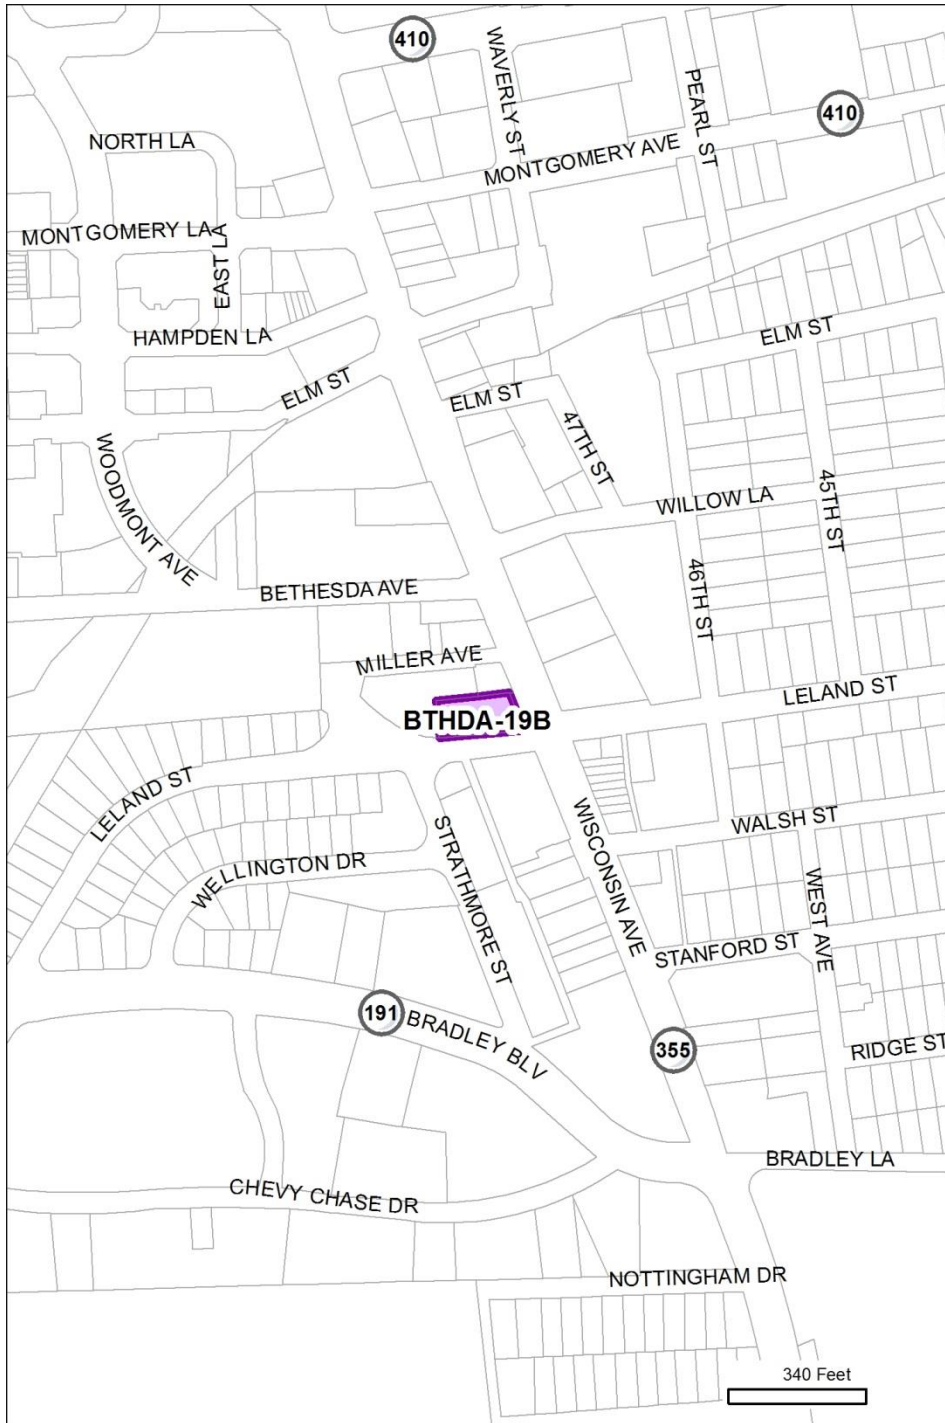 410
WAVERLY ST
PEARL ST
410
NORTH LA
MONTGOMERY AVE
MONTGOMERY LA
EAST LA
HAMPDEN LA
ELM ST
ELM ST
ELM ST
47TH ST
WOODMONT AVE
WILLOW LA
45TH ST
46TH ST
BETHESDA AVE
MILLER AVE
LELAND ST
BTHDA-19B
LELAND ST
WISCONSIN AVE
WALSH ST
STRATHMORE ST
WELLINGTON DR
WEST AVE
STANFORD ST
191
BRADLEY BLV
355
RIDGE ST
BRADLEY LA
CHEVY CHASE DR
NOTTINGHAM DR
340 Feet